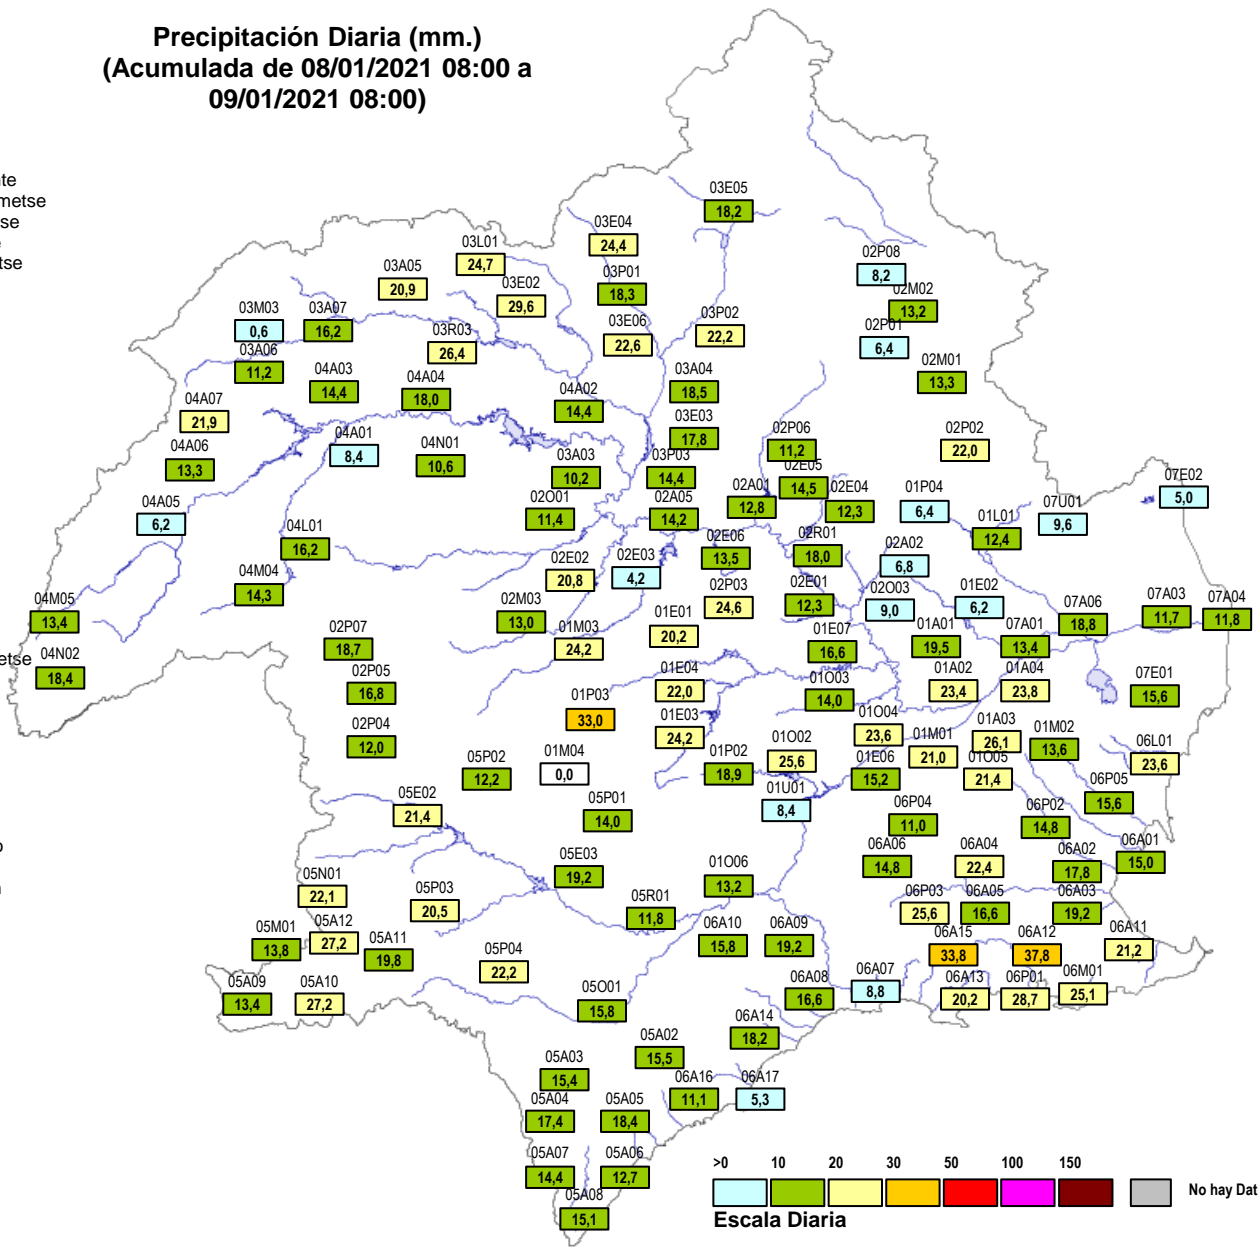 Precipitación Diaria (mm.)
(Acumulada de 08/01/2021 08:00 a
09/01/2021 08:00)
te
metse
se
tse
03E05
18,2
03E04
24,4
03L01
24,7
02P08
8,2
03A05
20,9
03P01
18,3
03E02
29,6
02M02
13,2
03M03
0,6
03A07
16,2
03P02
22,2
03E06
22,6
02P01
6,4
03R03
26,4
03A06
11,2
02M01
13,3
04A03
14,4
04A04
18,0
03A04
18,5
04A02
14,4
04A07
21,9
03E03
17,8
04A01
8,4
02P06
11,2
02P02
22,0
04A06
13,3
04N01
10,6
03A03
10,2
03P03
14,4
02E05
14,5
07E02
5,0
04A05
6,2
02O01
11,4
02A05
14,2
02A01
12,8
02E04
12,3
01P04
6,4
07U01
9,6
01L01
12,4
04L01
16,2
02E06
13,5
02R01
18,0
02A02
6,8
02E02
20,8
02E03
4,2
04M04
14,3
02P03
24,6
02E01
12,3
02O03
9,0
01E02
6,2
04M05
13,4
02M03
13,0
07A06
18,8
07A03
11,7
07A04
11,8
01E01
20,2
01M03
24,2
02P07
18,7
01E07
16,6
01A01
19,5
07A01
13,4
etse
04N02
18,4
02P05
16,8
01E04
22,0
01O03
14,0
01A02
23,4
01A04
23,8
07E01
15,6
01P03
33,0
02P04
12,0
01E03
24,2
01O04
23,6
01A03
26,1
01M02
13,6
01M01
21,0
06L01
23,6
05P02
12,2
01M04
0,0
01P02
18,9
01O02
25,6
01E06
15,2
01O05
21,4
06P05
15,6
05E02
21,4
05P01
14,0
01U01
8,4
06P04
11,0
06P02
14,8
o
06A01
15,0
05E03
19,2
01O06
13,2
06A06
14,8
06A04
22,4
06A02
17,8
05N01
22,1
05P03
20,5
05R01
11,8
06P03
25,6
06A05
16,6
06A03
19,2
05M01
13,8
05A12
27,2
05A11
19,8
05P04
22,2
06A10
15,8
06A09
19,2
06A15
33,8
06A12
37,8
06A11
21,2
05A09
13,4
05A10
27,2
05O01
15,8
06A08
16,6
06A07
8,8
06A13
20,2
06P01
28,7
06M01
25,1
06A14
18,2
05A02
15,5
05A03
15,4
06A16
11,1
06A17
5,3
05A04
17,4
05A05
18,4
05A07
14,4
05A06
12,7
05A08
15,1
>0 10 20 30 50 100 150
No hay Dat
Escala Diaria